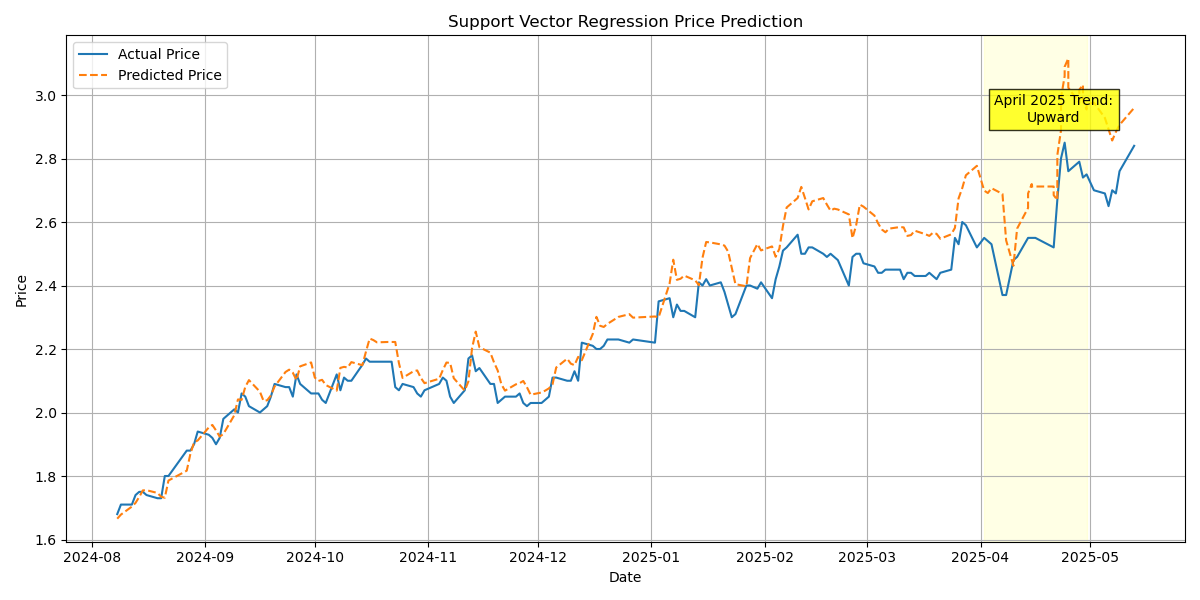 Support Vector Regression Price Prediction
Actual Price
Predicted Price
April 2025 Trend:
Upward
Price
3.0
2.8
2.6
2.4
2.2
2.0
1.8
1.6
2024-08 2024-09 2024-10 2024-11 2024-12 2025-01 2025-02 2025-03 2025-04 2025-05
Date